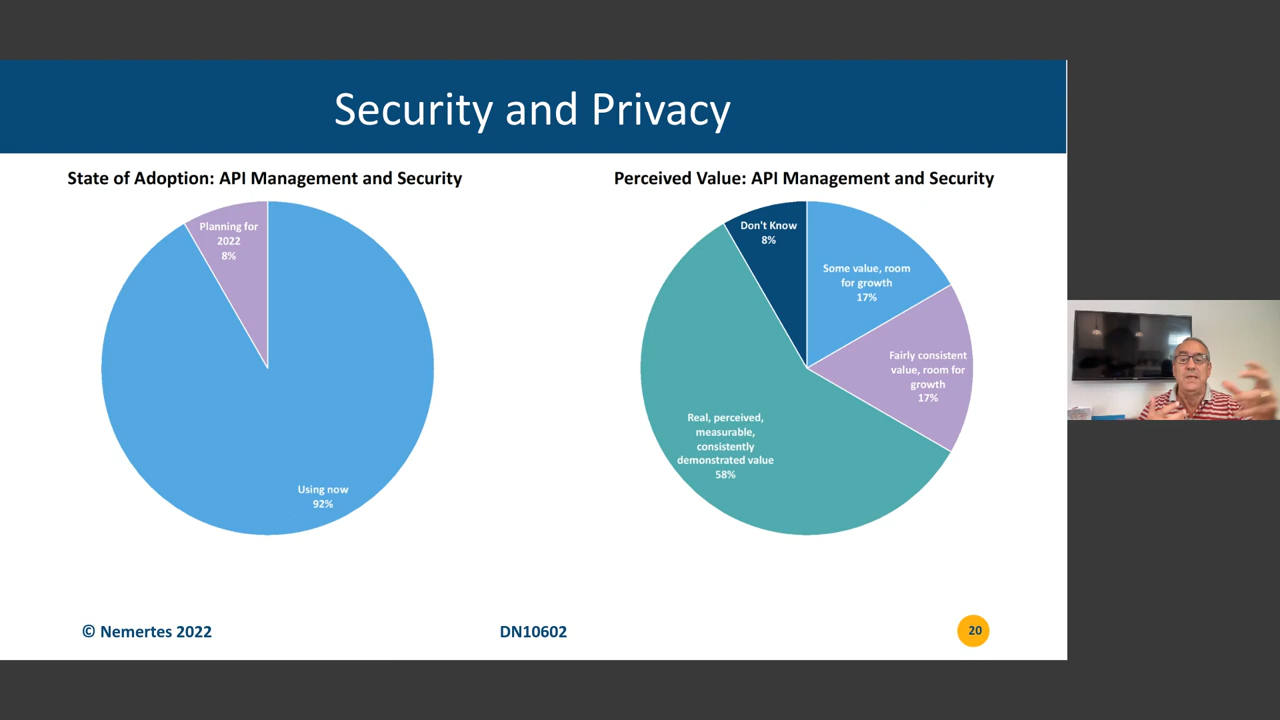 Security and Privacy
State of Adoption: API Management and Security
Planning for
2022
8%
Using now
92%
Perceived Value: API Management and Security
Don't Know
8%
Some value, room
for growth
17%
Fairly consistent
value, room for
growth
17%
Real, perceived,
measurable,
consistently
demonstrated value
58%
© Nemertes 2022
DN10602
20